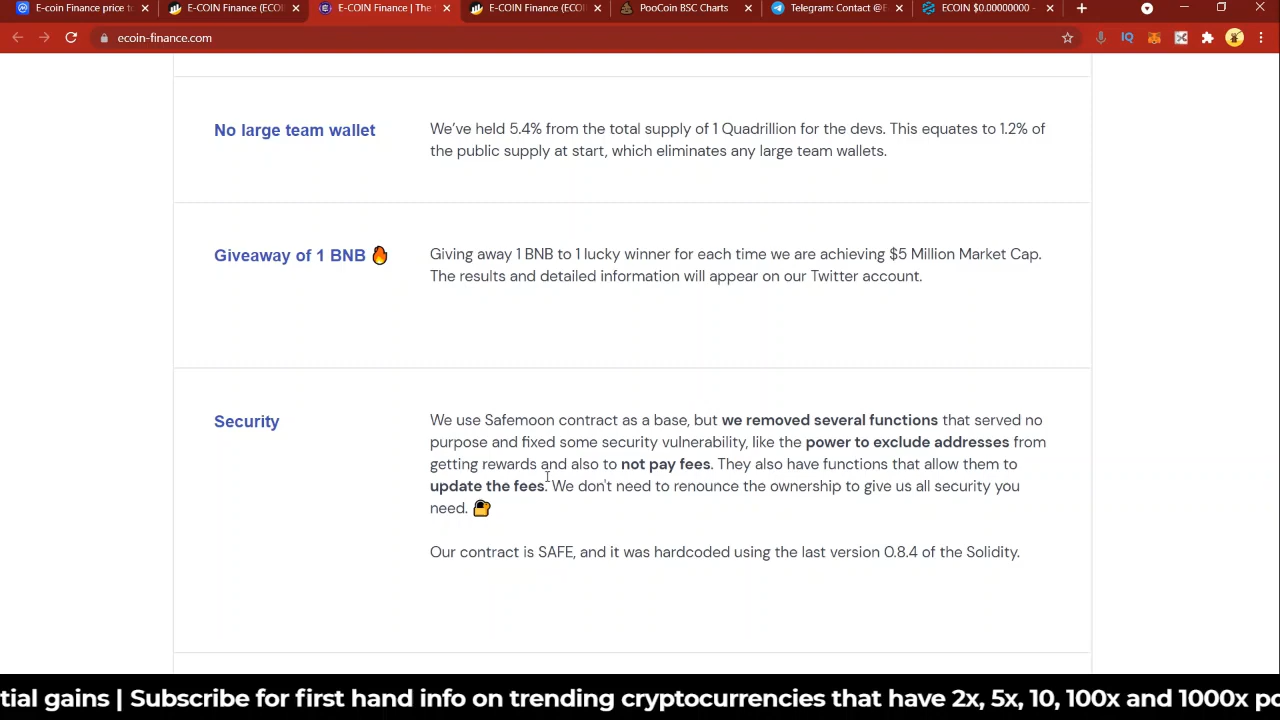 E-coin Finance price to
E-COIN Finance (ECOI
E-COIN Finance | The
E-COIN Finance (ECOI
PooCoin BSC Charts
Telegram: Contact @E
ECOIN $0.00000000 -
ecoin-finance.com
No large team wallet
We've held 5.4% from the total supply of 1 Quadrillion for the devs. This equates to 1.2% of
the public supply at start, which eliminates any large team wallets.
Giveaway of 1 BNB 🔥
Giving away 1 BNB to 1 lucky winner for each time we are achieving $5 Million Market Cap.
The results and detailed information will appear on our Twitter account.
Security
We use Safemoon contract as a base, but we removed several functions that served no
purpose and fixed some security vulnerability, like the power to exclude addresses from
getting rewards and also to not pay fees. They also have functions that allow them to
update the fees. We don't need to renounce the ownership to give us all security you
need. 🔐
Our contract is SAFE, and it was hardcoded using the last version 0.8.4 of the Solidity.
tial gains | Subscribe for first hand info on trending cryptocurrencies that have 2x, 5x, 10, 100x and 1000x po